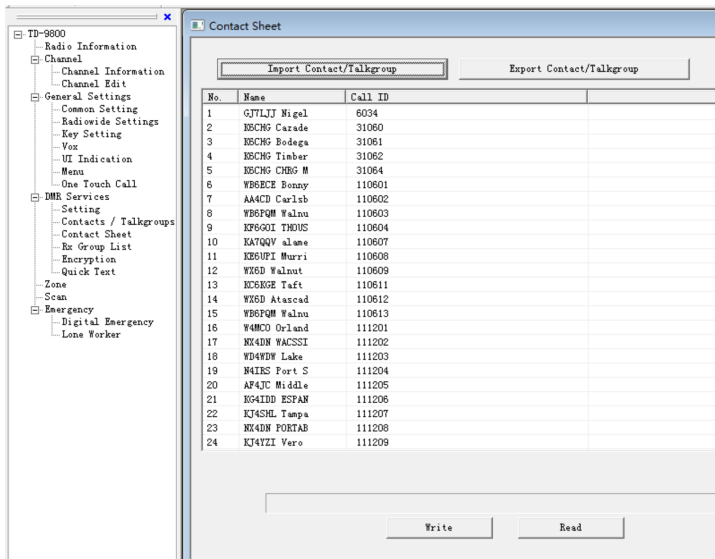 TD-9800
Radio Information
Channel
Channel Information
Channel Edit
General Settings
Common Setting
Radiowide Settings
Key Setting
Vox
UI Indication
Menu
One Touch Call
DMR Services
Setting
Contacts / Talkgroups
Contact Sheet
Rx Group List
Encryption
Quick Text
Zone
Scan
Emergency
Digital Emergency
Lone Worker
Contact Sheet
Import Contact/Talkgroup Export Contact/Talkgroup
No. Name Call ID
1 GJ7LJJ Nigel 6034
2 K6CHG Cazade 31060
3 K6CHG Bodega 31061
4 K6CHG Timber 31062
5 K6CHG CHRG M 31064
6 WB6ECE Bonny 110601
7 AA4CD Carlsb 110602
8 WB6PQM Walnu 110603
9 KF6GOI THOUS 110604
10 KA7QQV alame 110607
11 KE6UPI Murri 110608
12 WX6D Walnut 110609
13 KC6KGE Taft 110611
14 WX6D Atascad 110612
15 WB6PQM Walnu 110613
16 W4MCO Orland 111201
17 NX4DN WACSSI 111202
18 WD4WDW Lake 111203
19 N4IRS Port S 111204
20 AF4JC Middle 111205
21 KG4IDD ESPAN 111206
22 KJ4SHL Tampa 111207
23 NX4DN PORTAB 111208
24 KJ4YZI Vero 111209
Write Read